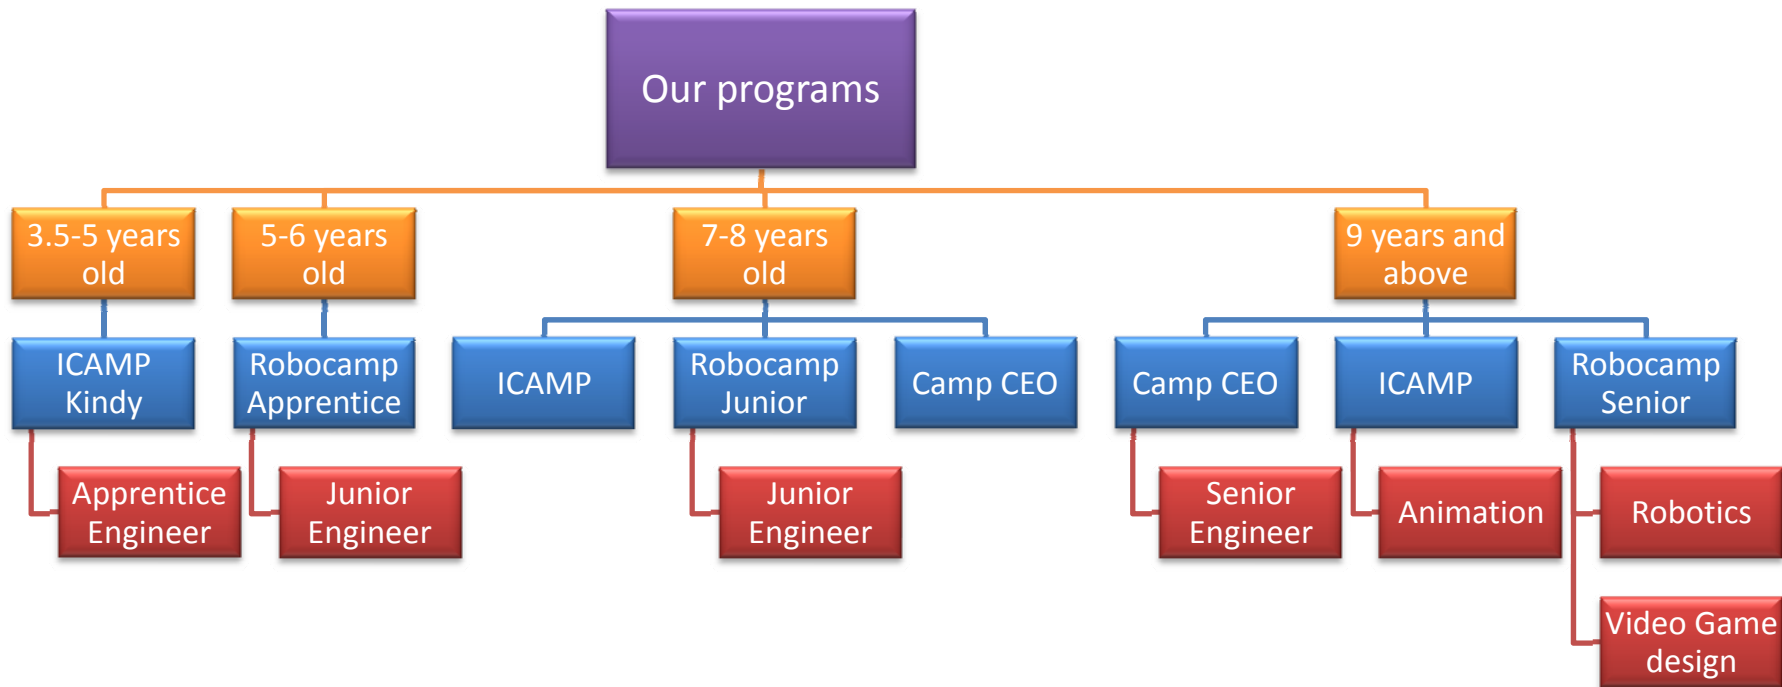 Our programs
3.5-5 years
old
5-6 years
old
7-8 years
old
9 years and
above
ICAMP
Kindy
Robocamp
Apprentice
ICAMP
Robocamp
Junior
Camp CEO
Camp CEO
ICAMP
Robocamp
Senior
Apprentice
Engineer
Junior
Engineer
Junior
Engineer
Senior
Engineer
Animation
Robotics
Video Game
design